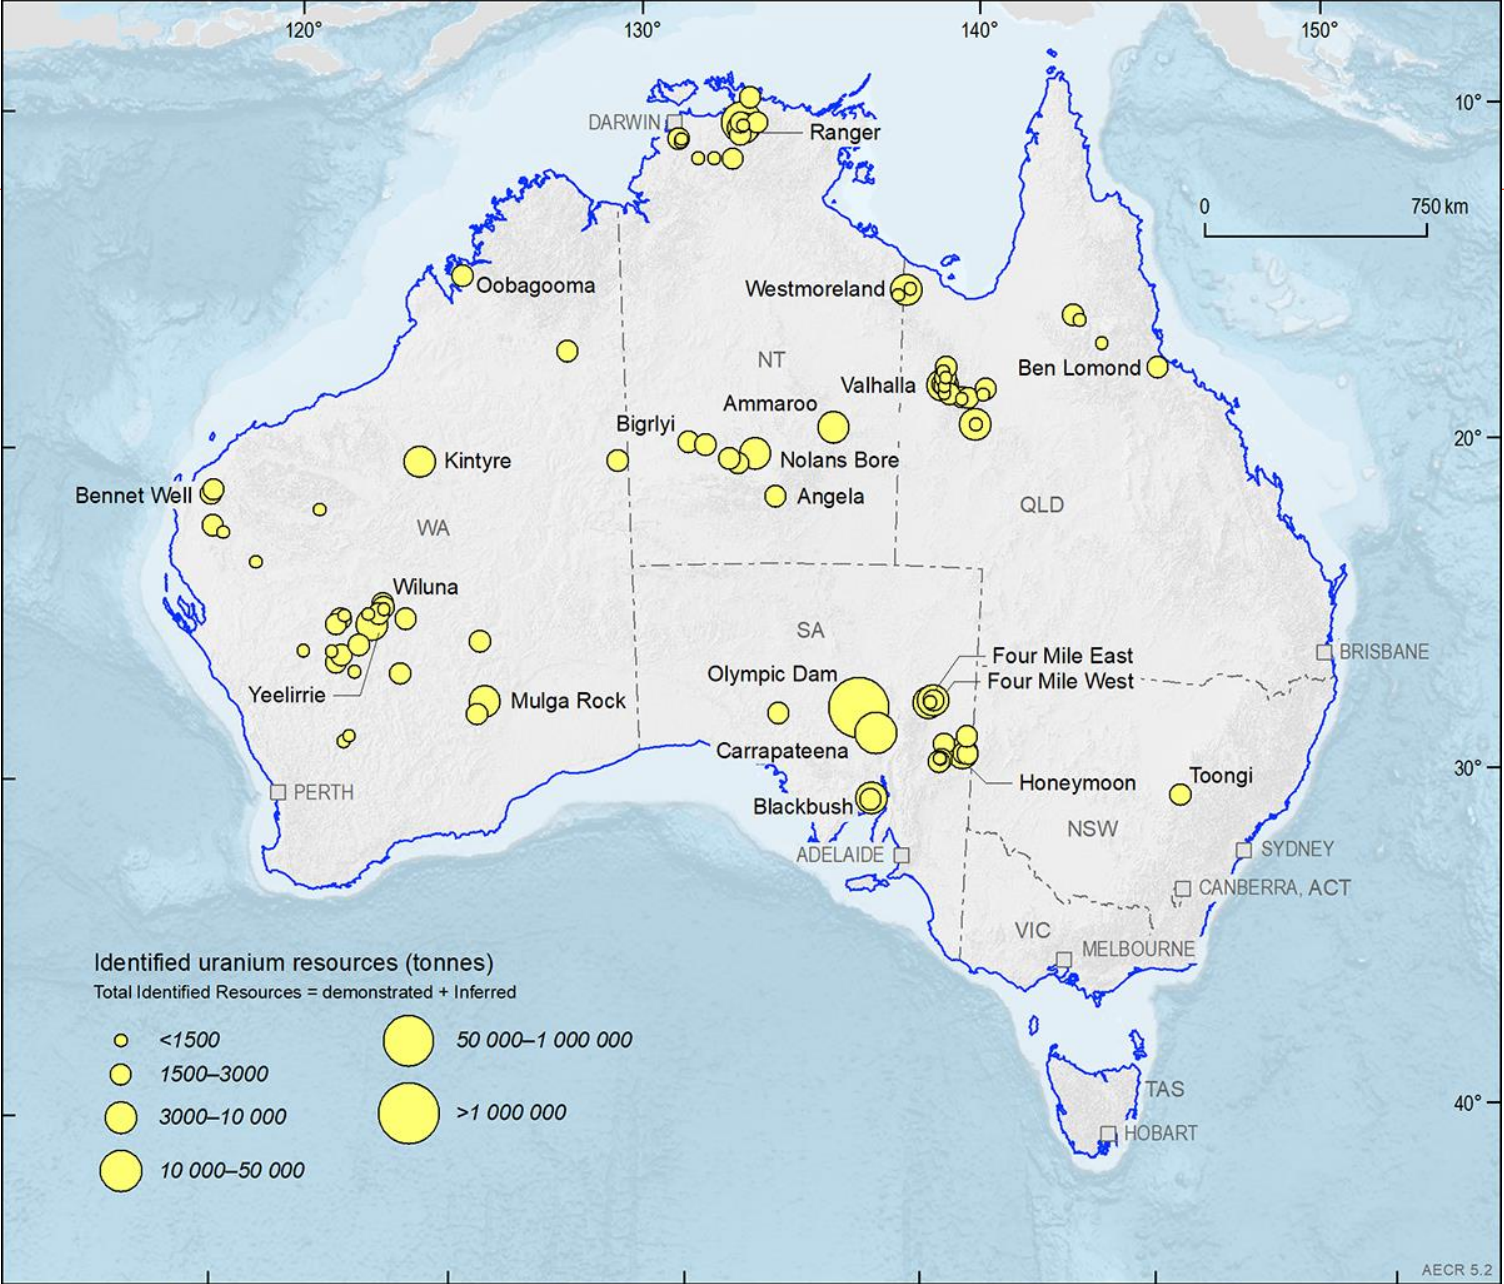 120°
130°
140°
150°
10°
DARWIN
Ranger
0
750 km
Oobagooma
Westmoreland
NT
Ben Lomond
Valhalla
Ammaroo
Bigrlyi
20°
Kintyre
Nolans Bore
Bennet Well
Angela
QLD
WA
Wiluna
SA
Four Mile East
BRISBANE
Olympic Dam
Four Mile West
Yeelirrie
Mulga Rock
Carrapateena
30°
Toongi
Honeymoon
PERTH
Blackbush
NSW
ADELAIDE
SYDNEY
CANBERRA, ACT
VIC
MELBOURNE
Identified uranium resources (tonnes)
Total Identified Resources = demonstrated + Inferred
<1500
50 000–1 000 000
1500–3000
TAS
40°
3000–10 000
>1 000 000
HOBART
10 000–50 000
AECR 5.2